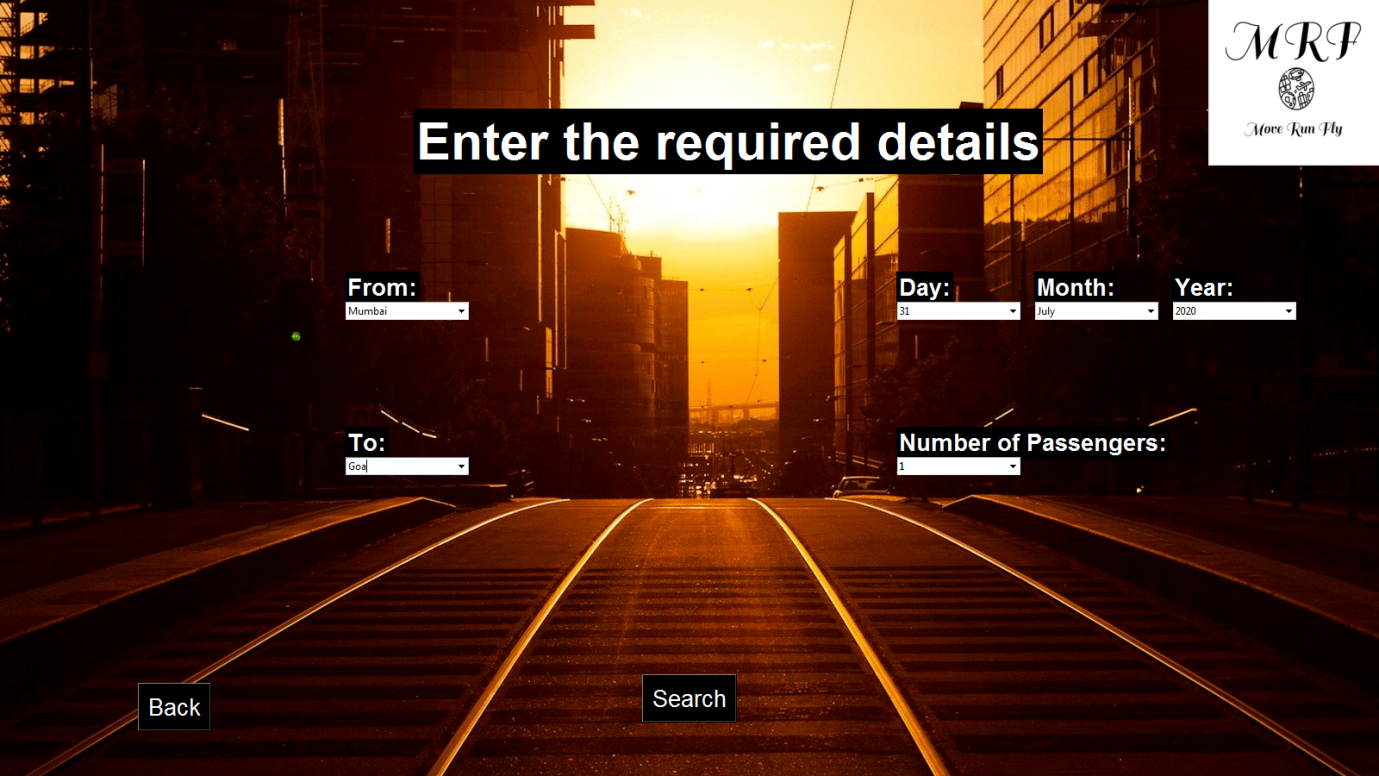 MRF
Move Run Fly
Enter the required details
From:
Mumbai
Day:
31
Month:
July
Year:
2020
To:
Goa
Number of Passengers:
1
Back
Search